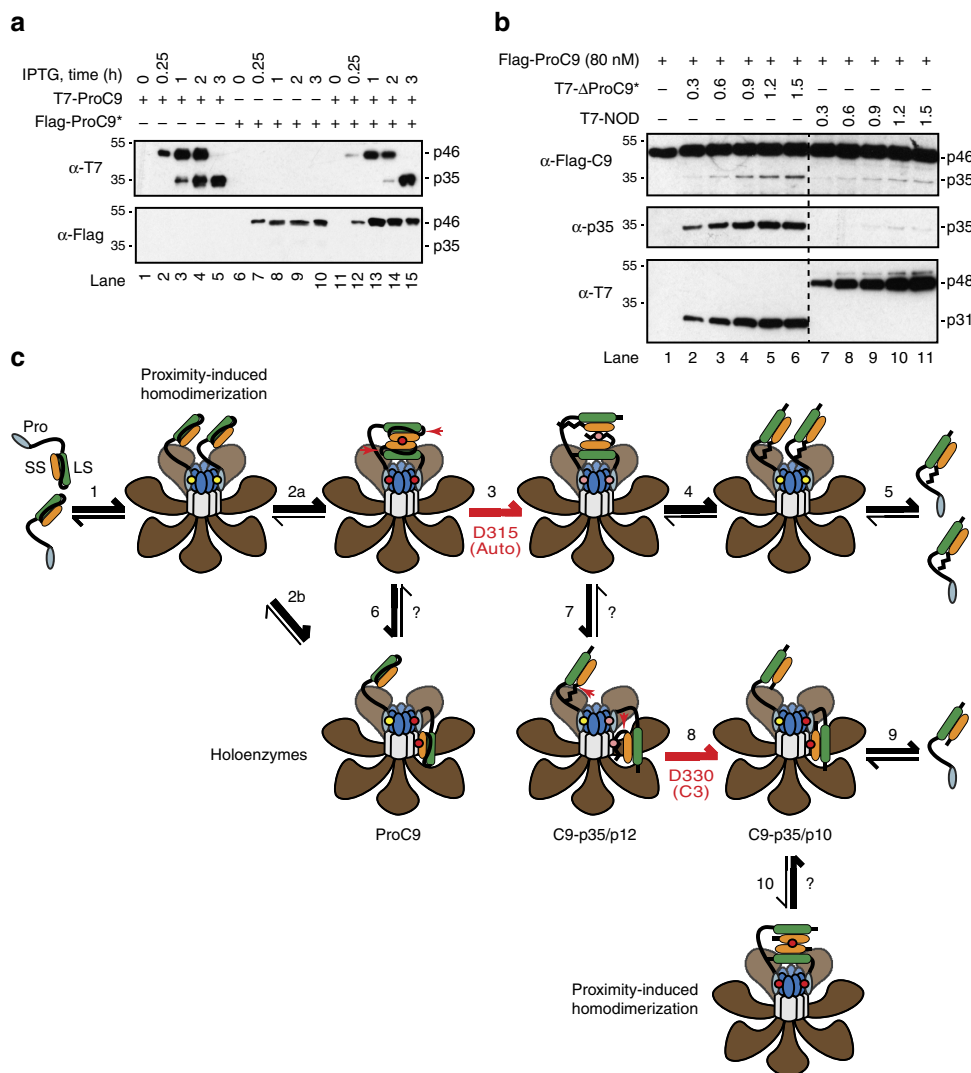 a
IPTG, time (h) 0 0.25 1 2 3 0 0.25 1 2 3 0 0.25 1 2 3
T7-ProC9 + + + + + – – – – – + + + + +
Flag-ProC9* – – – – – + + + + + + + + + +
α-T7 55 35 p46 p35
α-Flag 55 35 p46 p35
Lane 1 2 3 4 5 6 7 8 9 10 11 12 13 14 15
b
Flag-ProC9 (80 nM) + + + + + + + + + + +
T7-ΔProC9* – 0.3 0.6 0.9 1.2 1.5 – – – – –
T7-NOD – – – – – – 0.3 0.6 0.9 1.2 1.5
α-Flag-C9 55 35 p46 p35
α-p35 35 p35
α-T7 55 35 p48 p31
Lane 1 2 3 4 5 6 7 8 9 10 11
c
Proximity-induced
homodimerization
Pro
SS LS
1 2a 3 4 5
D315
(Auto)
2b 6 ? 7 ?
Holoenzymes
8 9
D330
(C3)
ProC9 C9-p35/p12 C9-p35/p10
10 ?
Proximity-induced
homodimerization